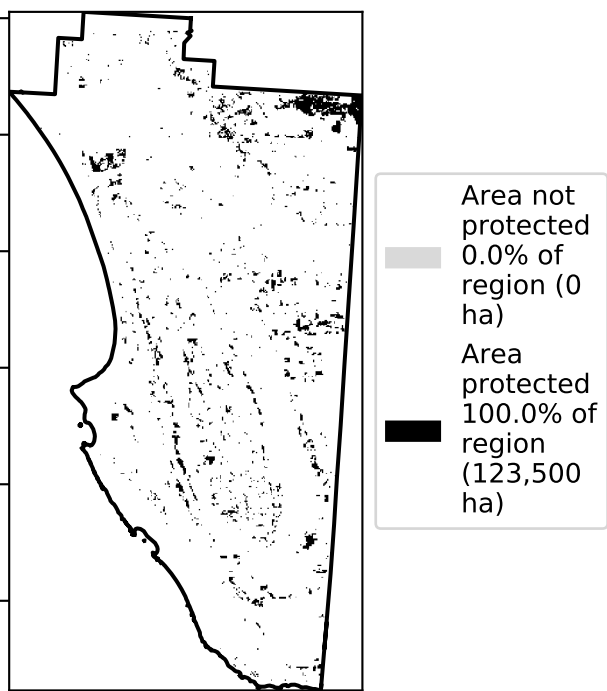 Area not
protected
0.0% of
region (0
ha)
Area
protected
100.0% of
region
(123,500
ha)